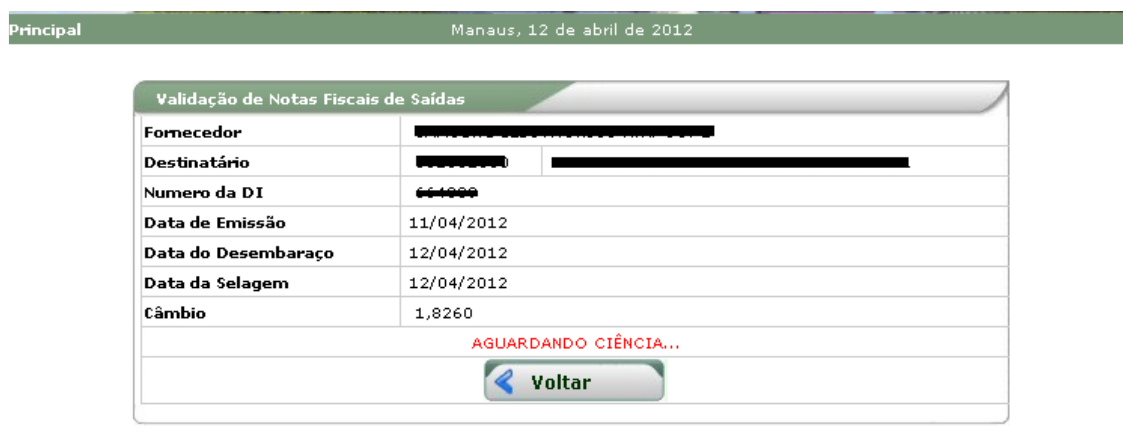 Principal Manaus, 12 de abril de 2012
Validação de Notas Fiscais de Saídas
Fornecedor
Destinatário
Numero da DI
Data de Emissão 11/04/2012
Data do Desembaraço 12/04/2012
Data da Selagem 12/04/2012
Câmbio 1,8260
AGUARDANDO CIÊNCIA...
Voltar